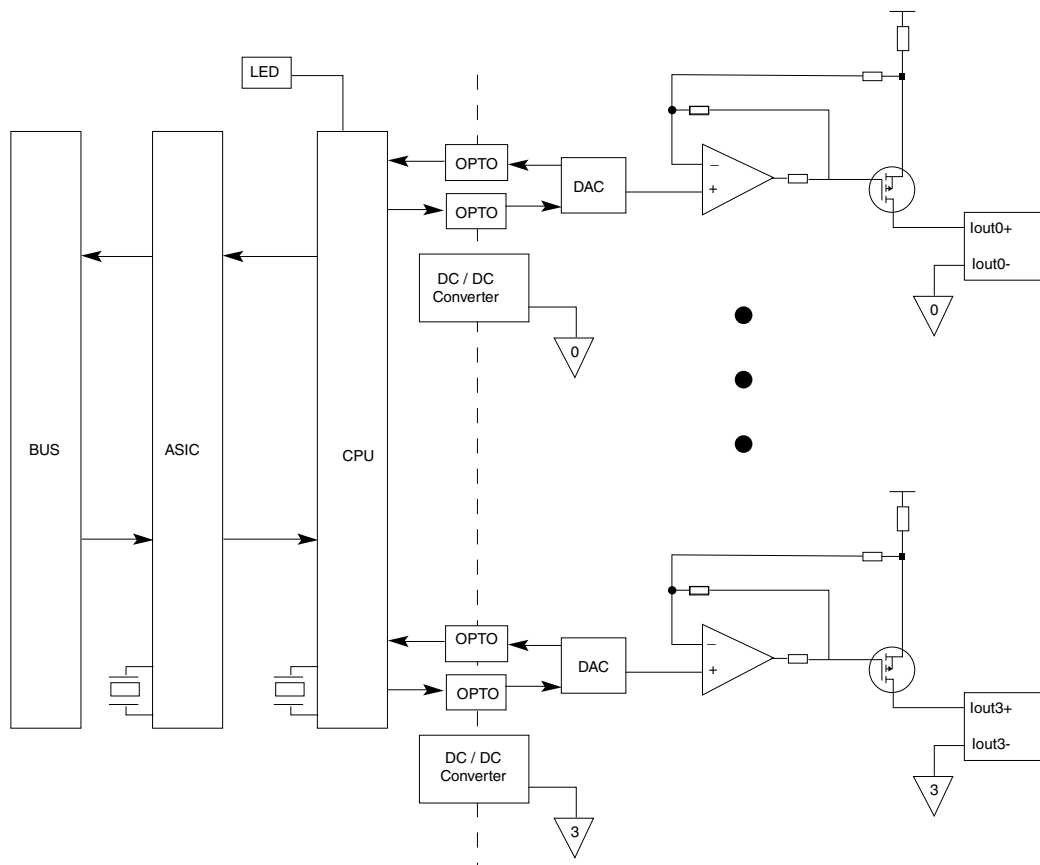 LED
OPTO
DAC
OPTO
−
+
Iout0+
Iout0-
DC / DC
Converter
0
0
BUS
ASIC
CPU
OPTO
DAC
OPTO
−
+
Iout3+
Iout3-
DC / DC
Converter
3
3